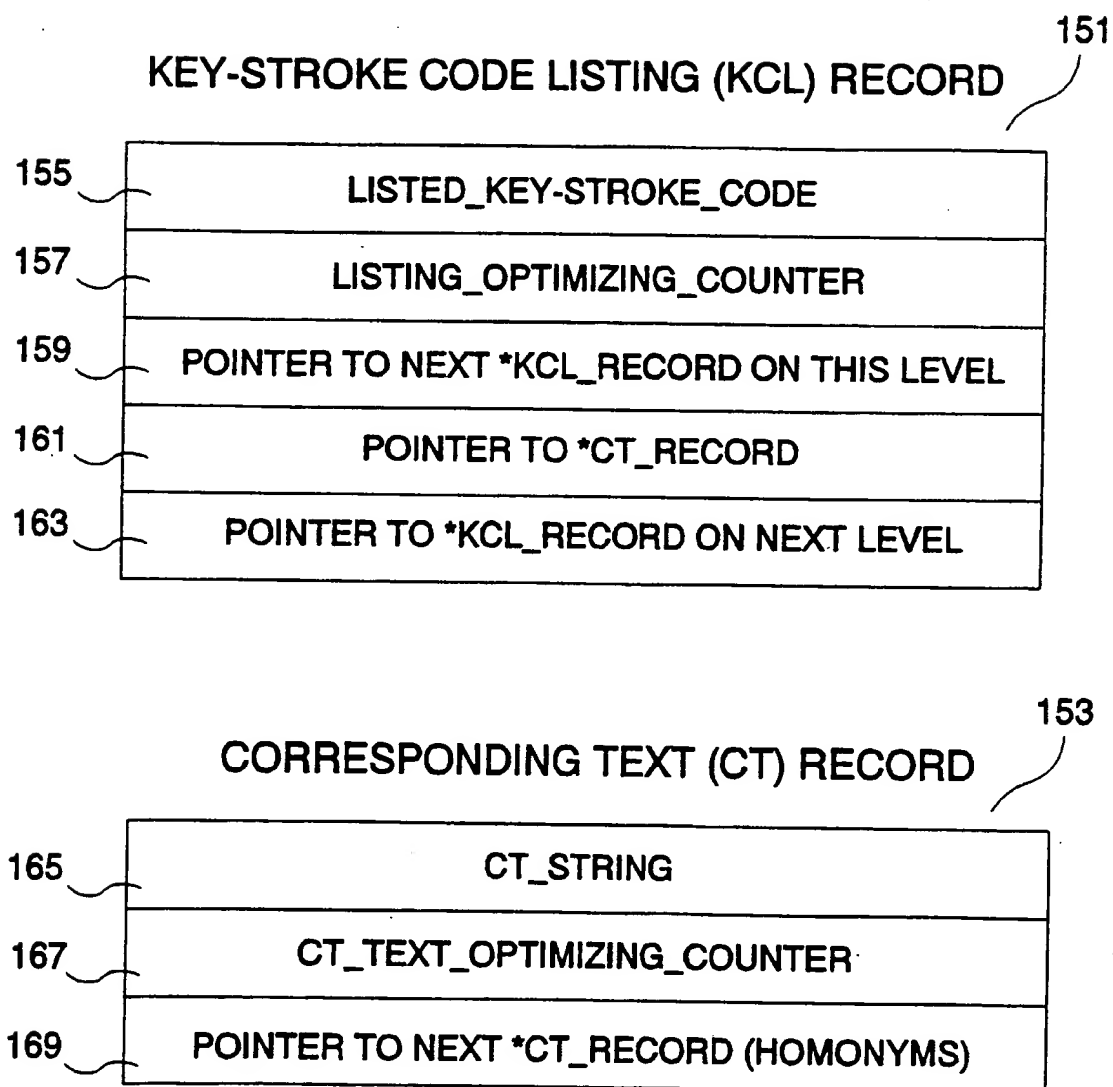 151
KEY-STROKE CODE LISTING (KCL) RECORD
155 LISTED_KEY-STROKE_CODE
157 LISTING_OPTIMIZING_COUNTER
159 POINTER TO NEXT *KCL_RECORD ON THIS LEVEL
161 POINTER TO *CT_RECORD
163 POINTER TO *KCL_RECORD ON NEXT LEVEL
153
CORRESPONDING TEXT (CT) RECORD
165 CT_STRING
167 CT_TEXT_OPTIMIZING_COUNTER
169 POINTER TO NEXT *CT_RECORD (HOMONYMS)